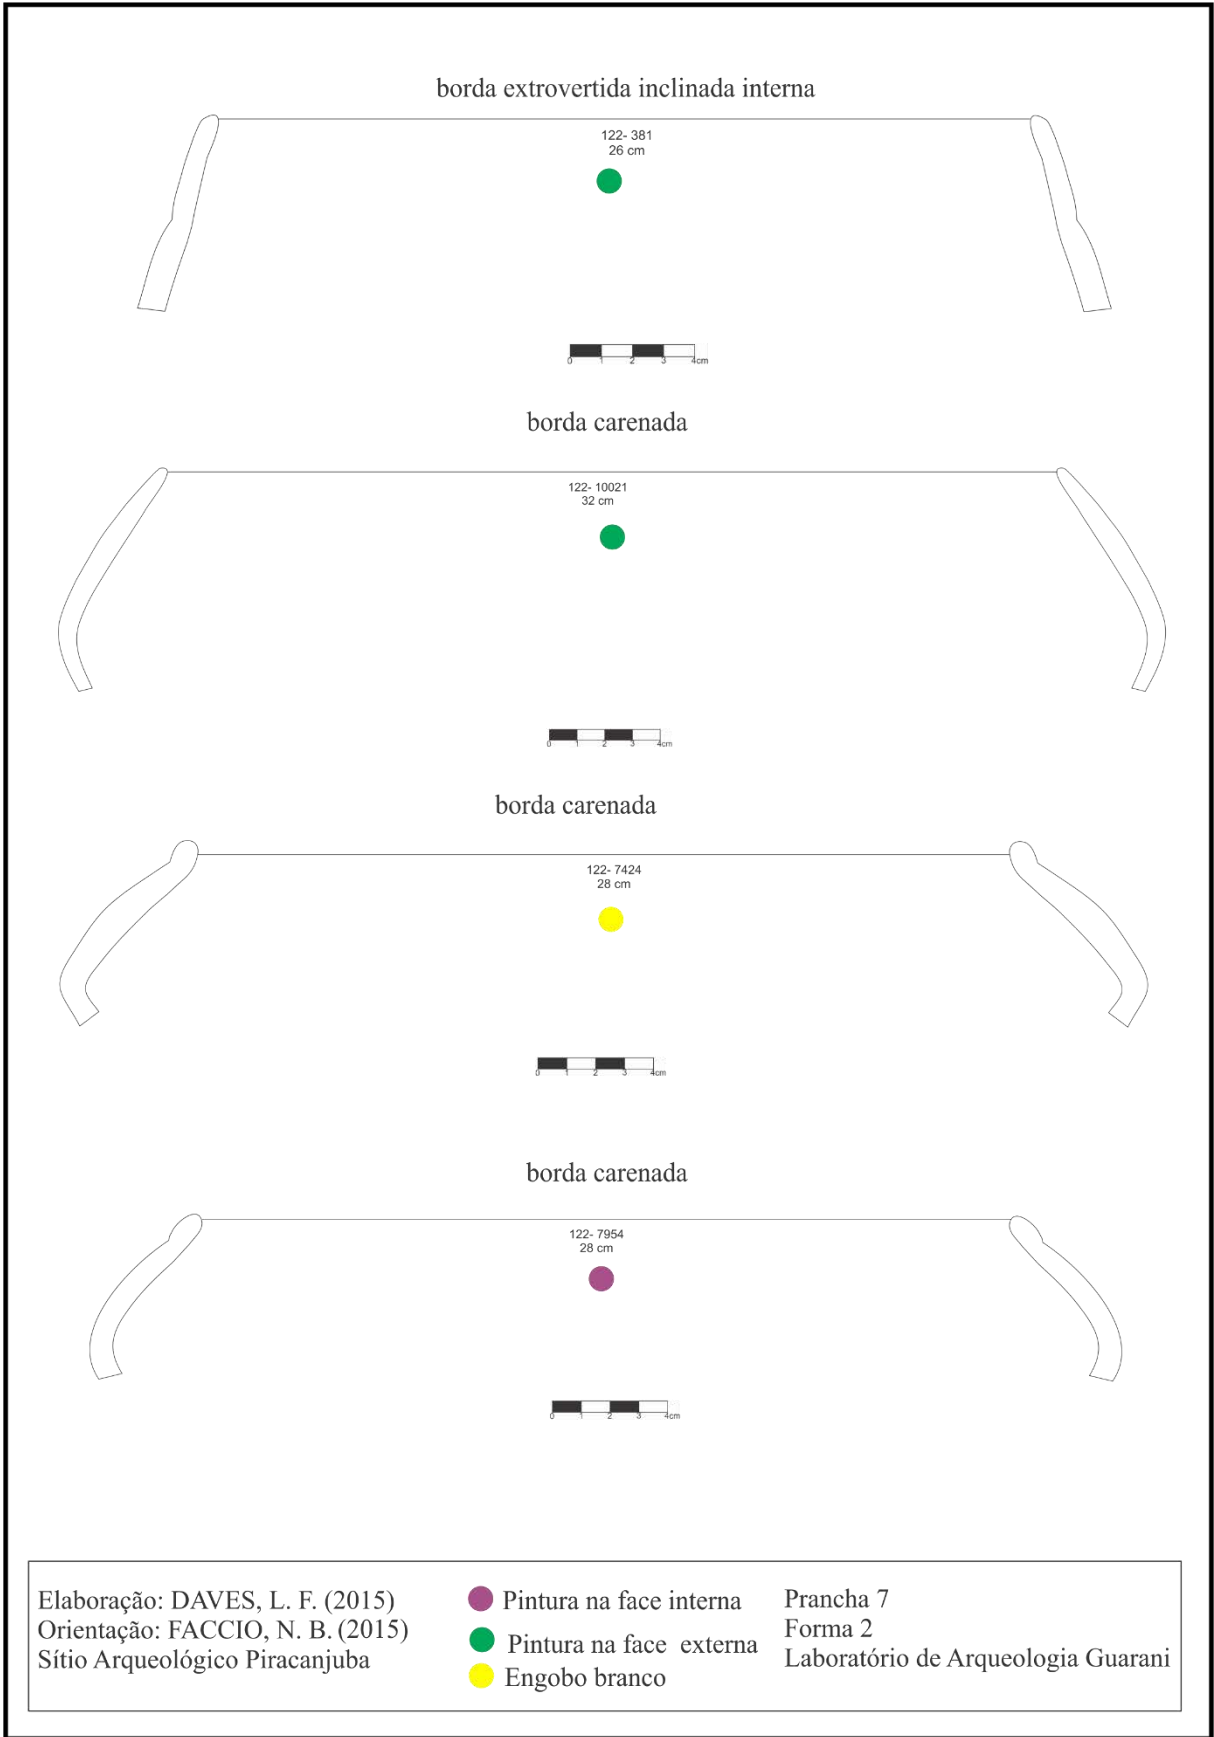 borda extrovertida inclinada interna
122- 381
26 cm
0 1 2 3 4cm
borda carenada
122- 10021
32 cm
0 1 2 3 4cm
borda carenada
122- 7424
28 cm
0 1 2 3 4cm
borda carenada
122- 7954
28 cm
0 1 2 3 4cm
Elaboração: DAVES, L. F. (2015)
Orientação: FACCIO, N. B. (2015)
Sítio Arqueológico Piracanjuba
Pintura na face interna
Pintura na face externa
Engobo branco
Prancha 7
Forma 2
Laboratório de Arqueologia Guarani